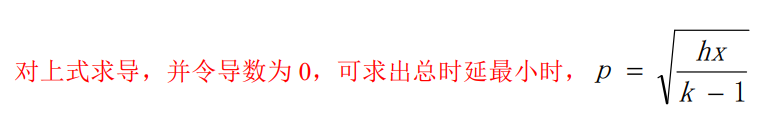 对上式求导，并令导数为 0，可求出总时延最小时， p = √(hx / (k − 1))